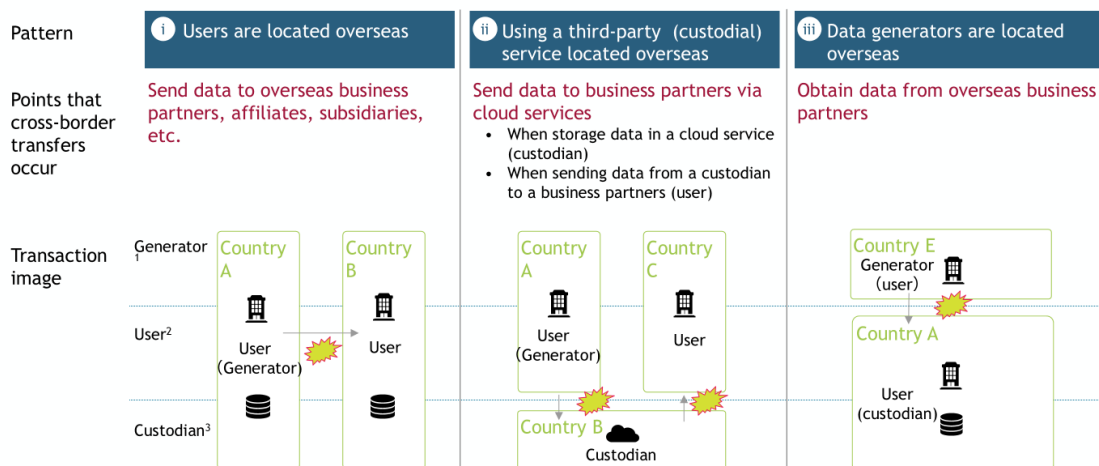 Pattern
i Users are located overseas
ii Using a third-party (custodial)
service located overseas
iii Data generators are located
overseas
Points that
cross-border
transfers
occur
Send data to overseas business
partners, affiliates, subsidiaries,
etc.
Send data to business partners via
cloud services
• When storage data in a cloud service
(custodian)
• When sending data from a custodian
to a business partners (user)
Obtain data from overseas business
partners
Transaction
image
Generator
1
User2
Custodian3
Country
A
User
(Generator)
Country
B
User
Country
A
User
(Generator)
Country
C
User
Country B
Custodian
Country E
Generator
(user)
Country A
User
(custodian)